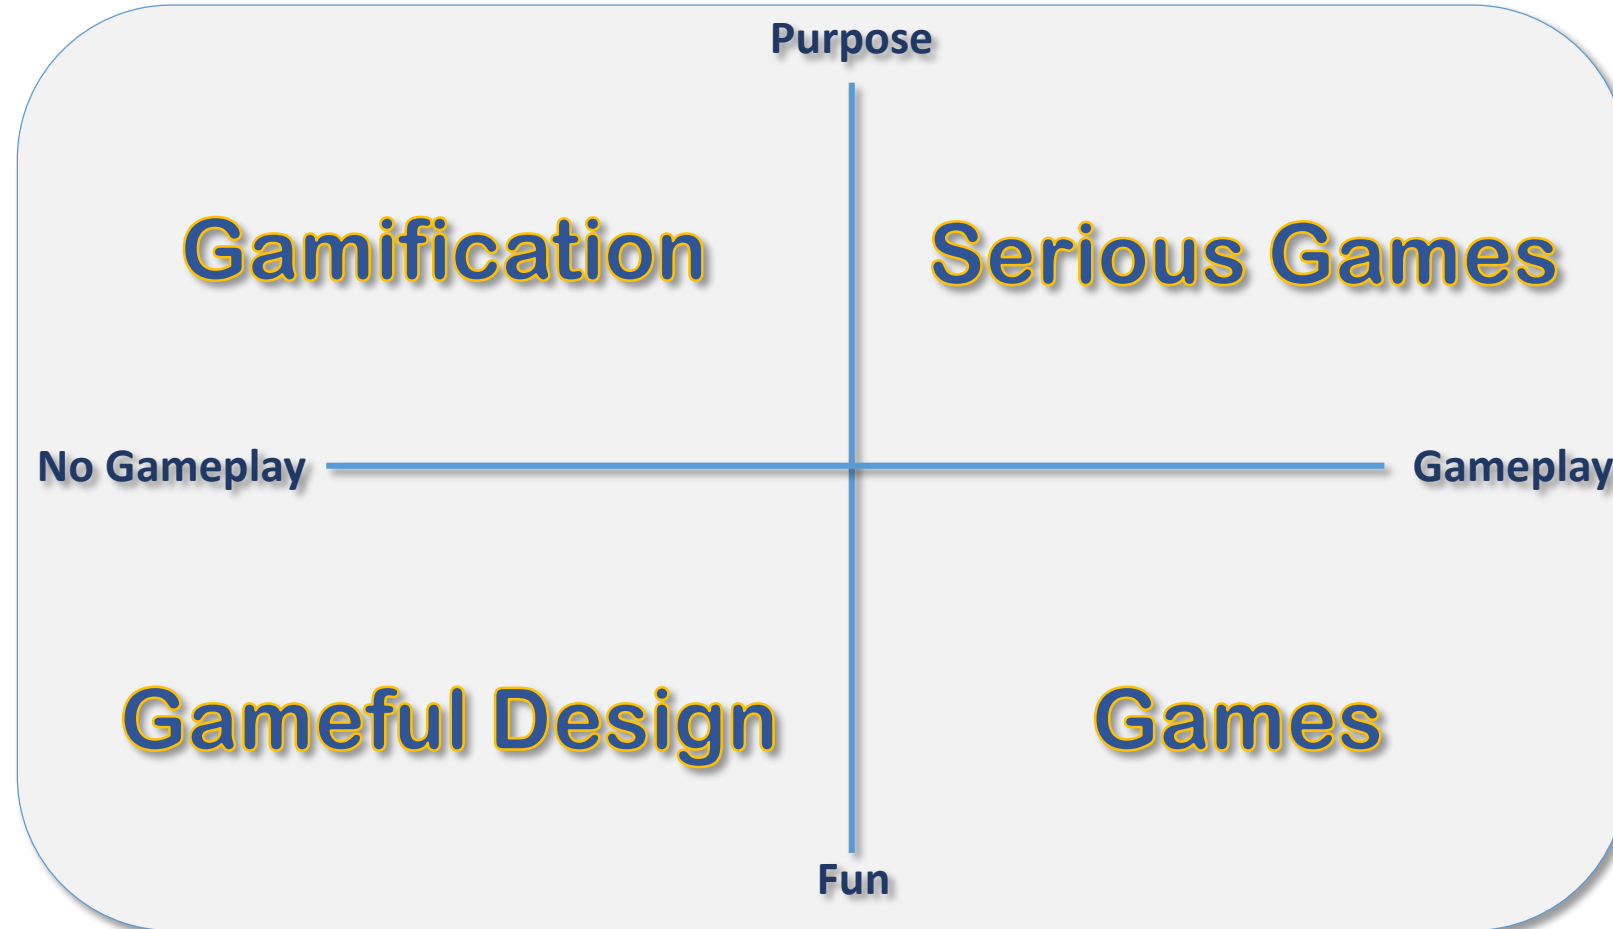 Purpose
Gamification
Serious Games
No Gameplay
Gameplay
Gameful Design
Games
Fun